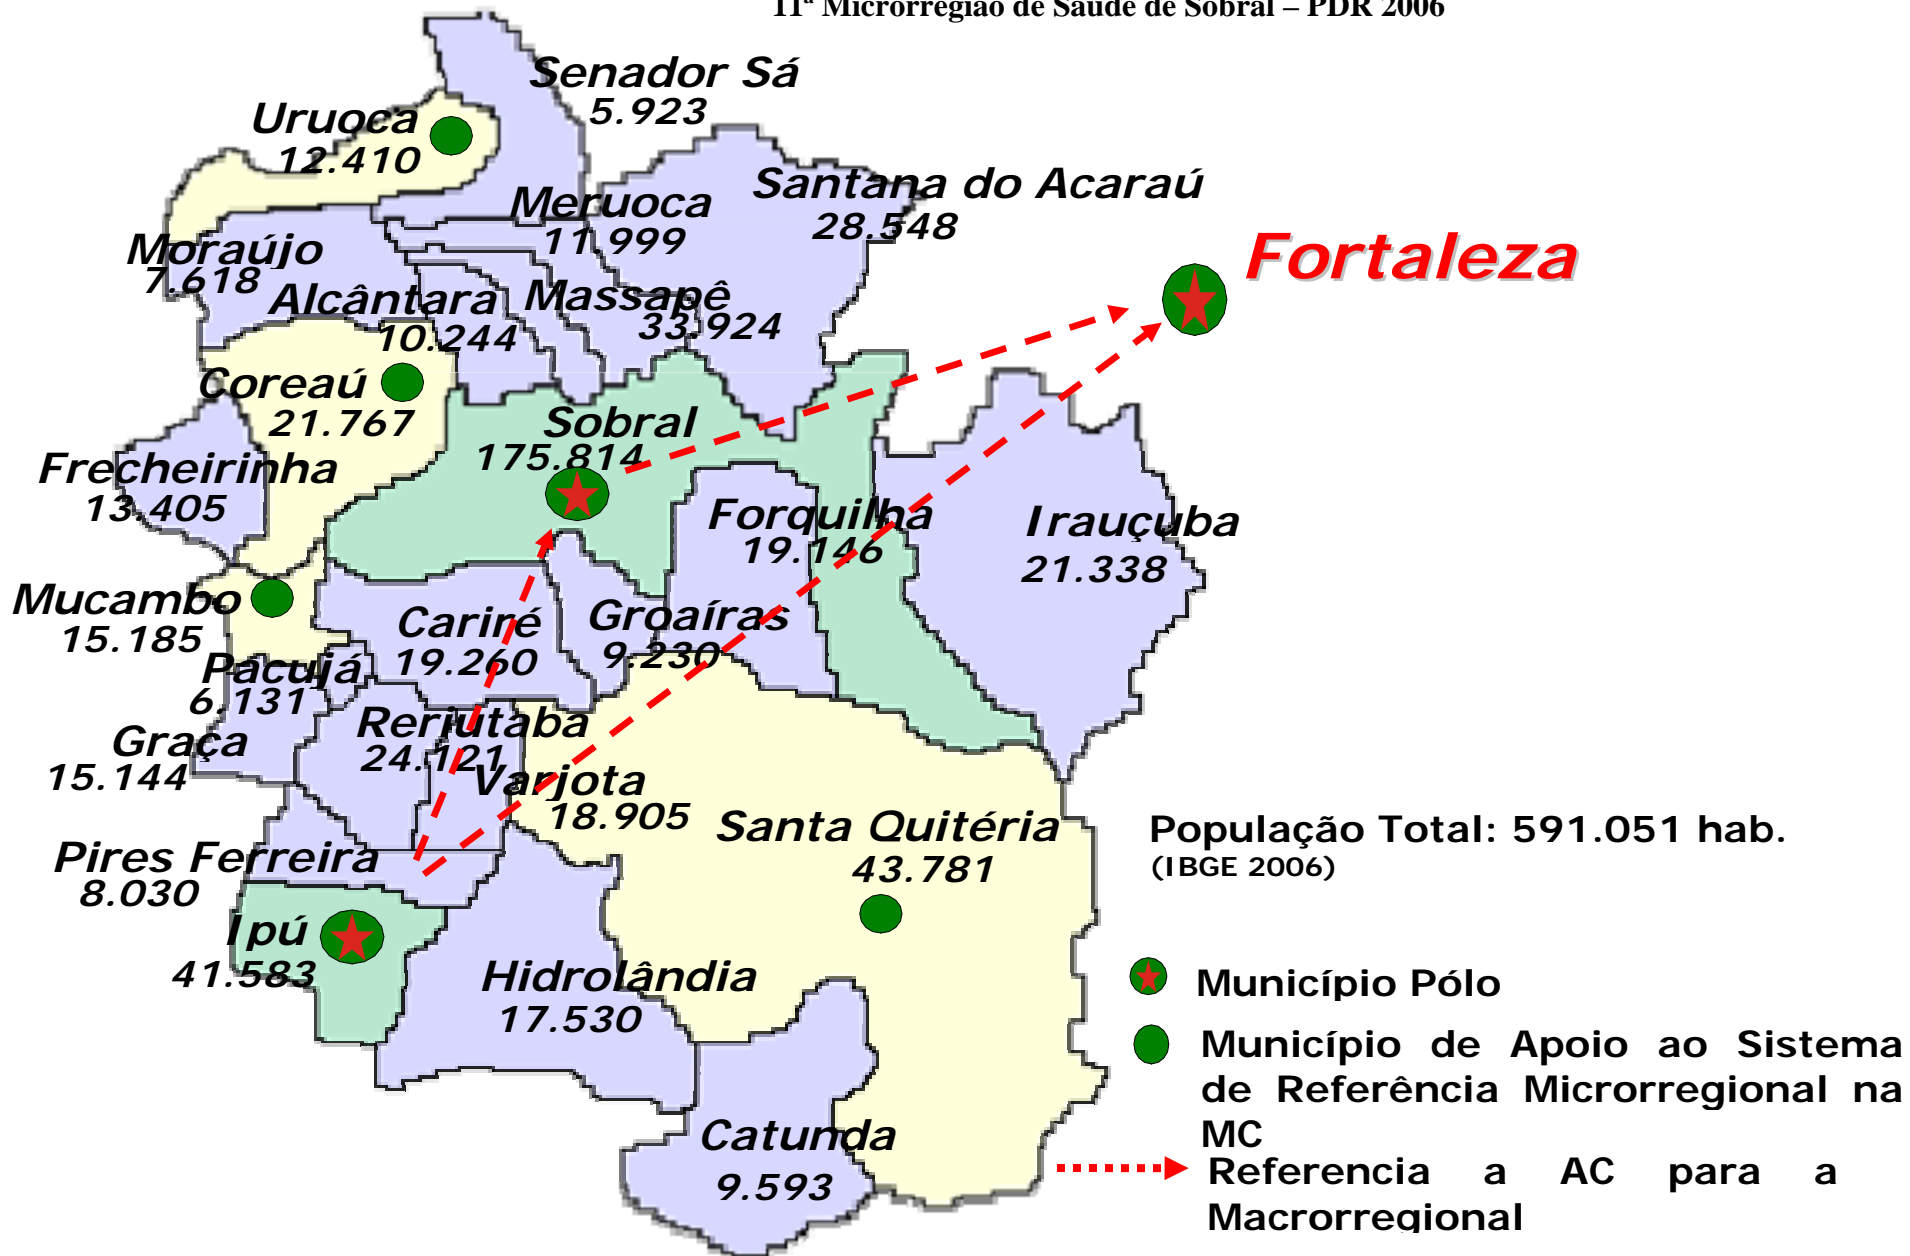 11ª Microrregião de Saúde de Sobral – PDR 2006
Senador Sá
5.923
Uruoca
12.410
Santana do Acaraú
28.548
Meruoca
11.999
Moraújo
7.618
Fortaleza
Alcântara
10.244
Massapê
33.924
Coreaú
21.767
Sobral
175.814
Frecheirinha
13.405
Forquilha
19.146
Irauçuba
21.338
Mucambo
15.185
Cariré
19.260
Groaíras
9.230
Pacujá
6.131
Reriutaba
24.121
Graça
15.144
Varjota
18.905
Santa Quitéria
43.781
População Total: 591.051 hab.
(IBGE 2006)
Pires Ferreira
8.030
Ipú
41.583
Hidrolândia
17.530
Município Pólo
Município de Apoio ao Sistema
de Referência Microrregional na
MC
Catunda
9.593
Referencia a AC para a
Macrorregional